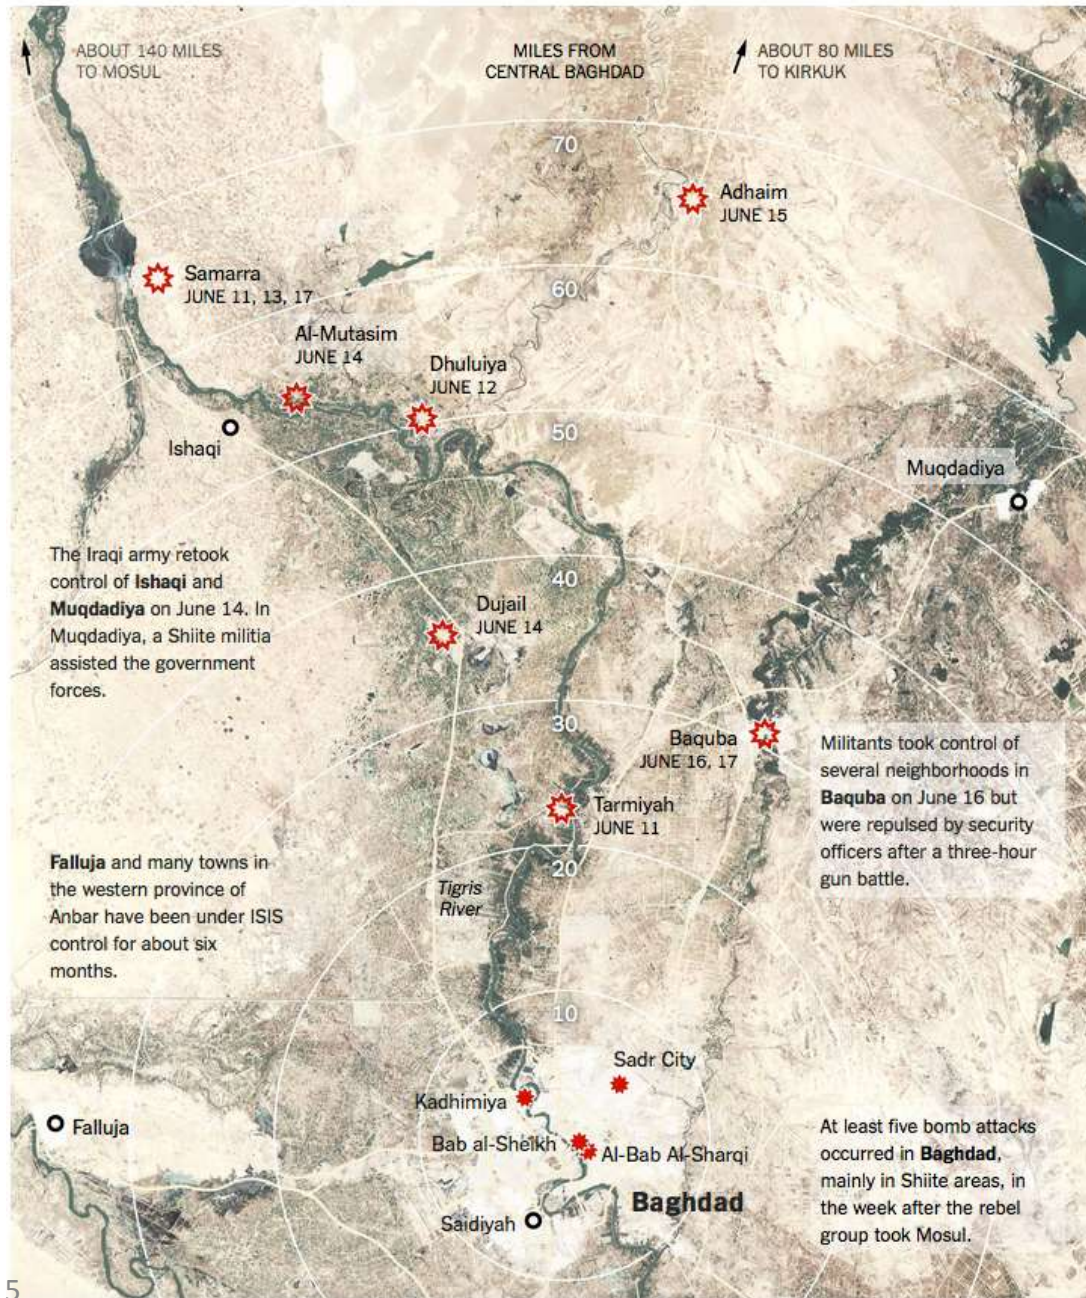 ABOUT 140 MILES
TO MOSUL
MILES FROM
CENTRAL BAGHDAD
ABOUT 80 MILES
TO KIRKUK
70
Adhaim
JUNE 15
Samarra
JUNE 11, 13, 17
60
Al-Mutasim
JUNE 14
Dhuluiya
JUNE 12
50
Ishaqi
Muqdadiya
The Iraqi army retook
control of Ishaqi and
Muqdadiya on June 14. In
Muqdadiya, a Shiite militia
assisted the government
forces.
40
Dujail
JUNE 14
30
Baquba
JUNE 16, 17
Militants took control of
several neighborhoods in
Baquba on June 16 but
were repulsed by security
officers after a three-hour
gun battle.
Tarmiyah
JUNE 11
20
Falluja and many towns in
the western province of
Anbar have been under ISIS
control for about six
months.
Tigris
River
10
Sadr City
Kadhimiya
Falluja
Bab al-Sheikh
Al-Bab Al-Sharqi
Baghdad
Saidiyah
At least five bomb attacks
occurred in Baghdad,
mainly in Shiite areas, in
the week after the rebel
group took Mosul.
5